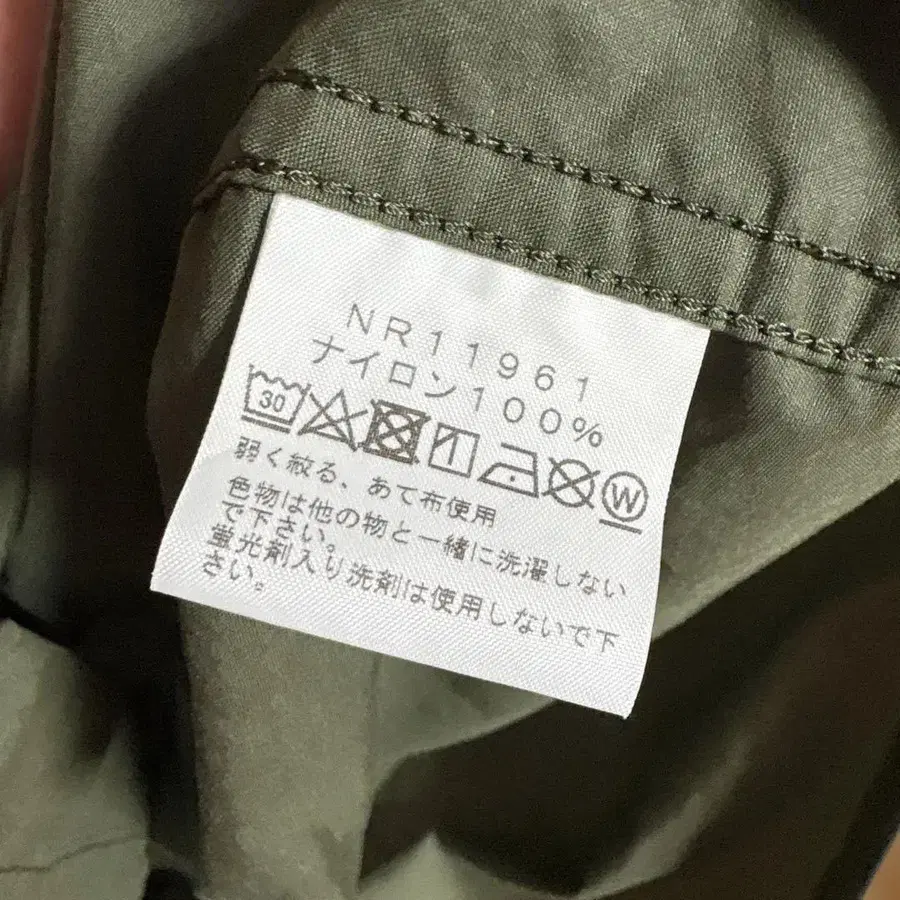 NR11961
ナイロン100%
30 W
弱く絞る、あて布使用
色物は他の物と一緒に洗濯しない
で下さい。
蛍光剤入り洗剤は使用しないで下
さい。